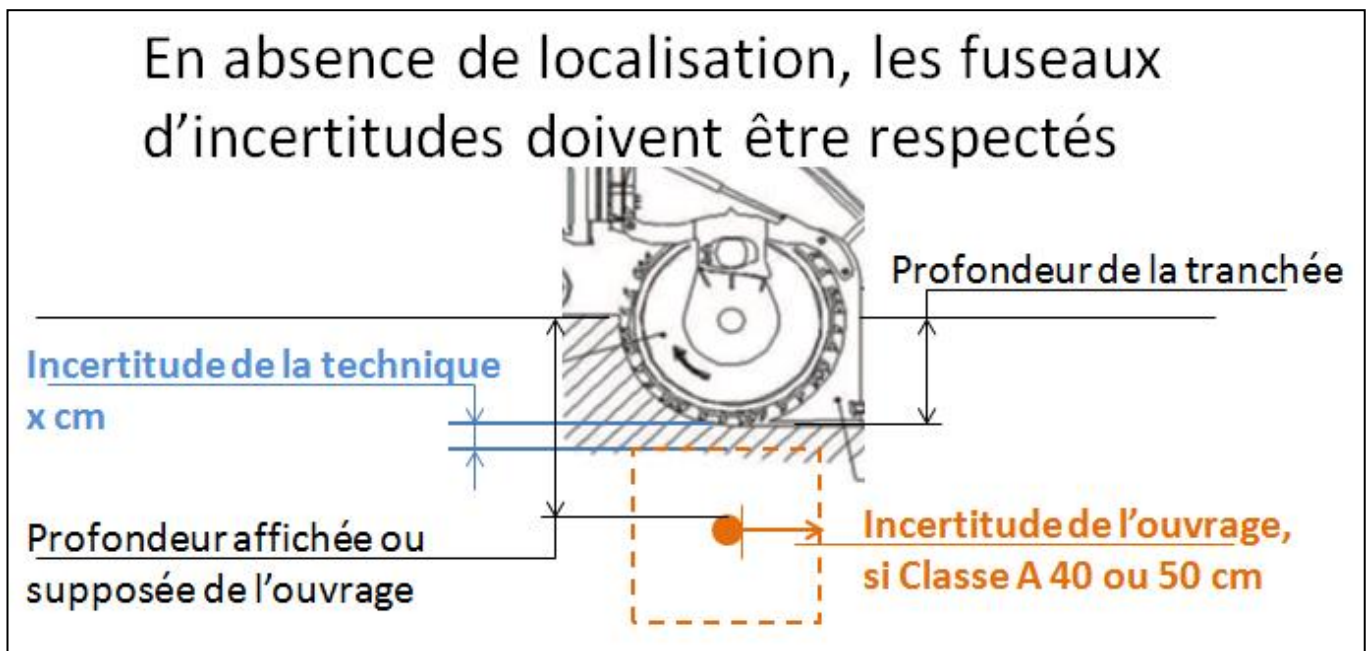 En absence de localisation, les fuseaux
d'incertitudes doivent être respectés
Profondeur de la tranchée
Incertitude de la technique
x cm
Profondeur affichée ou
supposée de l'ouvrage
Incertitude de l'ouvrage,
si Classe A 40 ou 50 cm